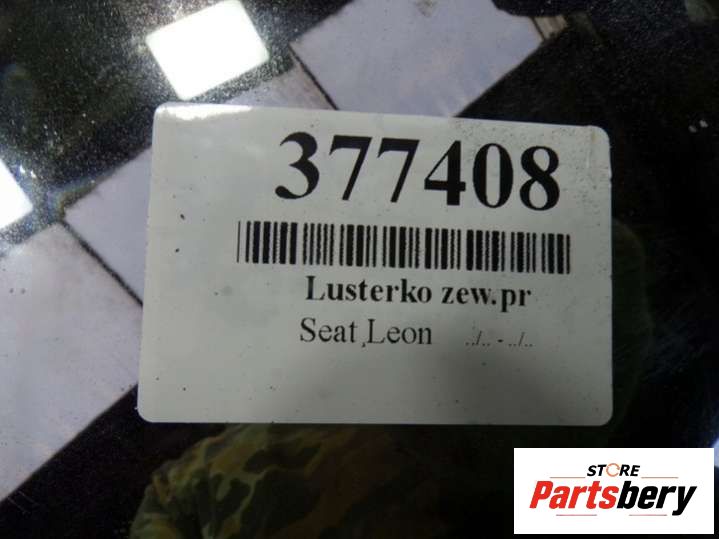 377408
Lusterko zew.pr
Seat Leon ../.. - ../..
STORE
Partsbery